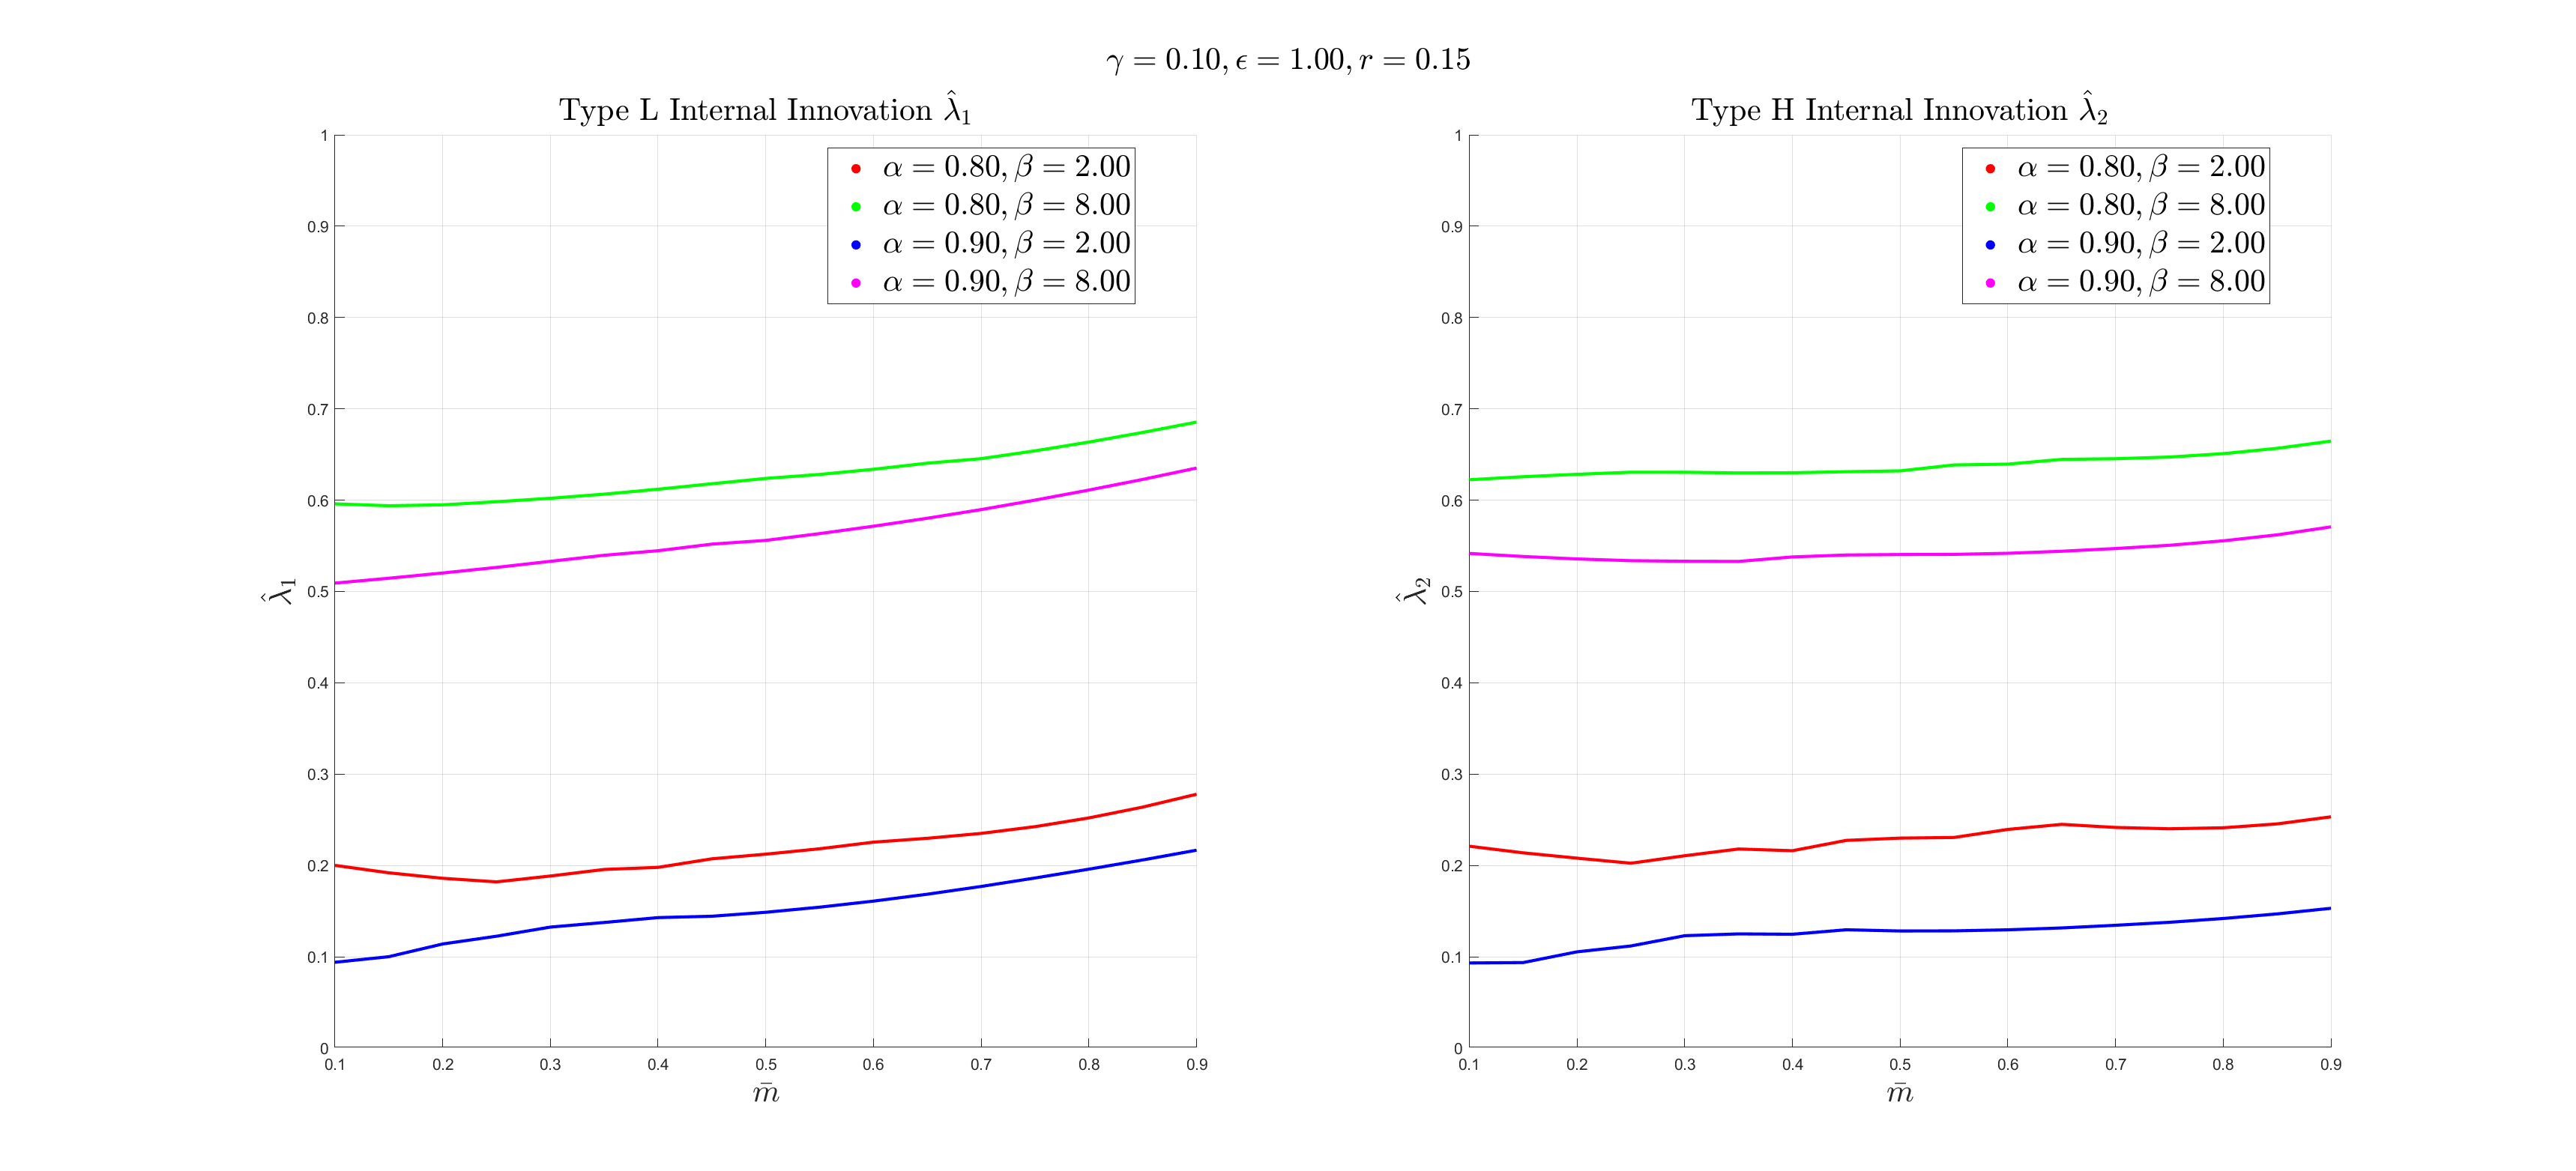 γ = 0.10, ϵ = 1.00, r = 0.15
Type L Internal Innovation λ̂₁
1
0.9
0.8
0.7
0.6
0.5
0.4
0.3
0.2
0.1
0
λ̂₁
α = 0.80, β = 2.00
α = 0.80, β = 8.00
α = 0.90, β = 2.00
α = 0.90, β = 8.00
0.1 0.2 0.3 0.4 0.5 0.6 0.7 0.8 0.9
m̄
Type H Internal Innovation λ̂₂
1
0.9
0.8
0.7
0.6
0.5
0.4
0.3
0.2
0.1
0
λ̂₂
α = 0.80, β = 2.00
α = 0.80, β = 8.00
α = 0.90, β = 2.00
α = 0.90, β = 8.00
0.1 0.2 0.3 0.4 0.5 0.6 0.7 0.8 0.9
m̄